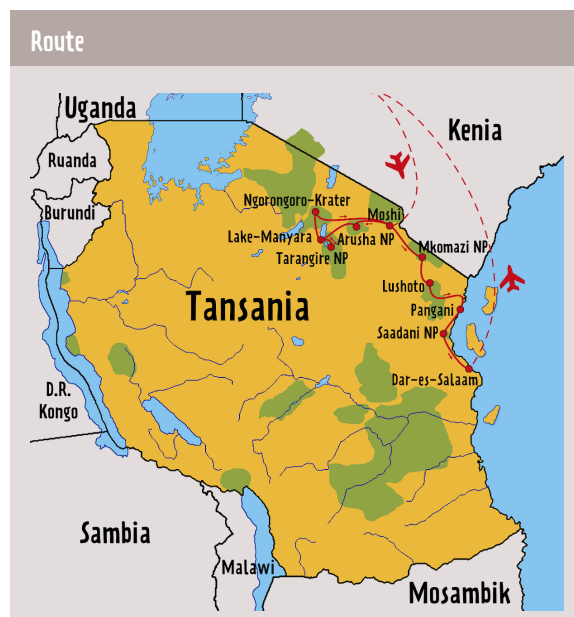 Route
Uganda
Kenia
Ruanda
Burundi
Ngorongoro-Krater
Moshi
Lake-Manyara
Arusha NP
Mkomazi NP
Tarangire NP
Lushoto
Tansania
Pangani
Saadani NP
Dar-es-Salaam
D.R.
Kongo
Sambia
Malawi
Mosambik